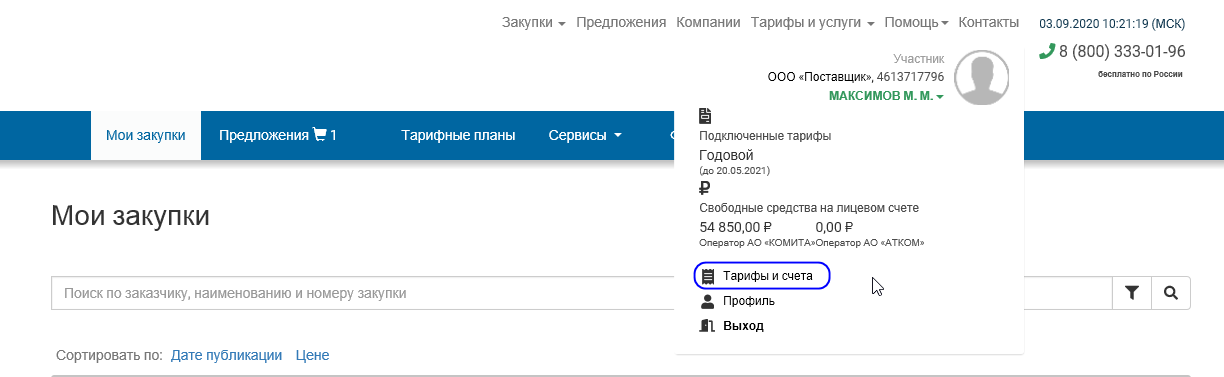 Закупки Предложения Компании Тарифы и услуги Помощь Контакты
03.09.2020 10:21:19 (МСК)
8 (800) 333-01-96
бесплатно по России
Участник
ООО «Поставщик», 4613717796
МАКСИМОВ М. М.
Мои закупки Предложения 1 Тарифные планы Сервисы
Подключенные тарифы
Годовой
(до 20.05.2021)
Свободные средства на лицевом счете
54 850,00 ₽ 0,00 ₽
Оператор АО «КОМИТА» Оператор АО «АТКОМ»
Тарифы и счета
Профиль
Выход
Мои закупки
Поиск по заказчику, наименованию и номеру закупки
Сортировать по: Дате публикации Цене